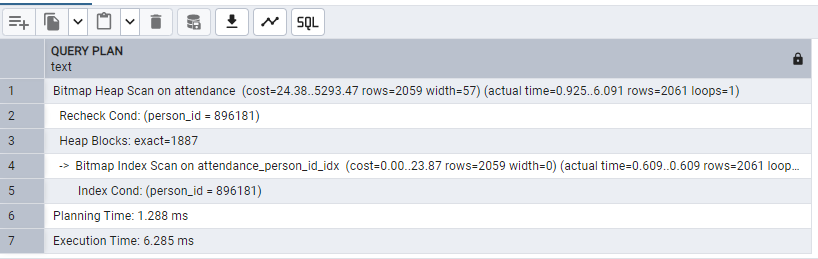 SQL
QUERY PLAN
text
1 Bitmap Heap Scan on attendance (cost=24.38..5293.47 rows=2059 width=57) (actual time=0.925..6.091 rows=2061 loops=1)
2 Recheck Cond: (person_id = 896181)
3 Heap Blocks: exact=1887
4 -> Bitmap Index Scan on attendance_person_id_idx (cost=0.00..23.87 rows=2059 width=0) (actual time=0.609..0.609 rows=2061 loop...
5 Index Cond: (person_id = 896181)
6 Planning Time: 1.288 ms
7 Execution Time: 6.285 ms